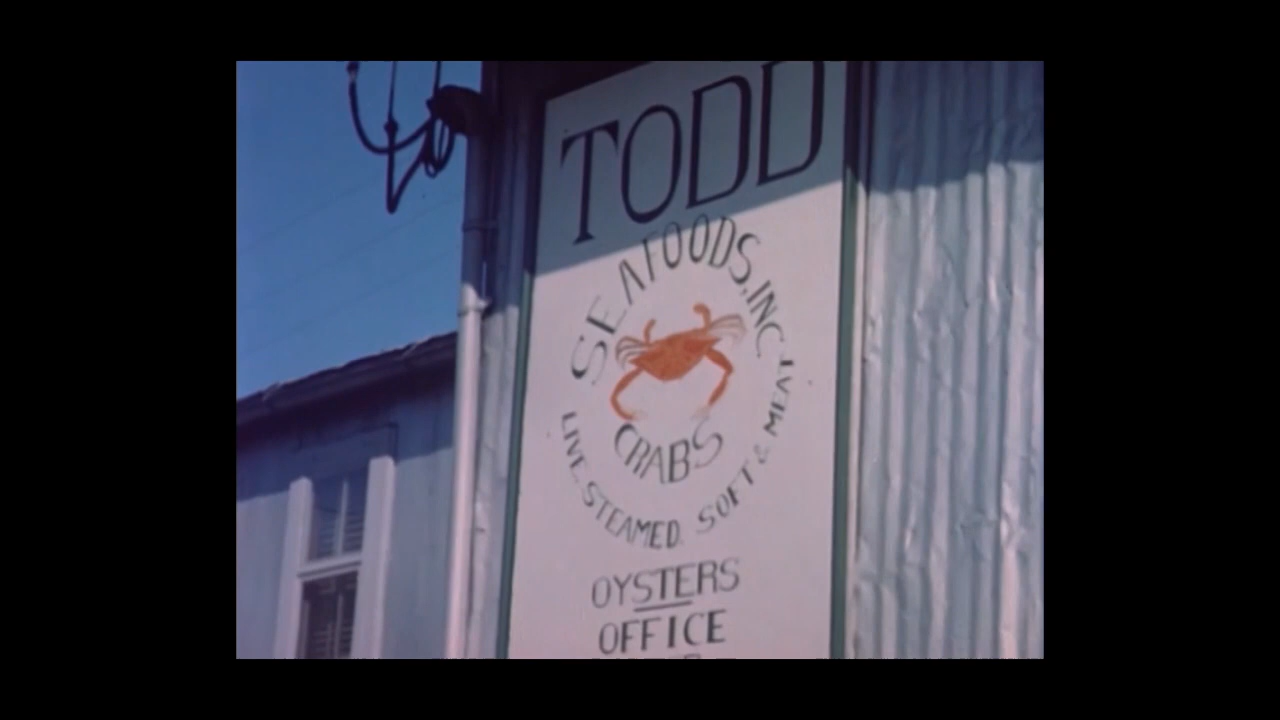 TODD
SEAFOODS, INC
CRABS
LIVE, STEAMED, SOFT & MEAT
OYSTERS
OFFICE